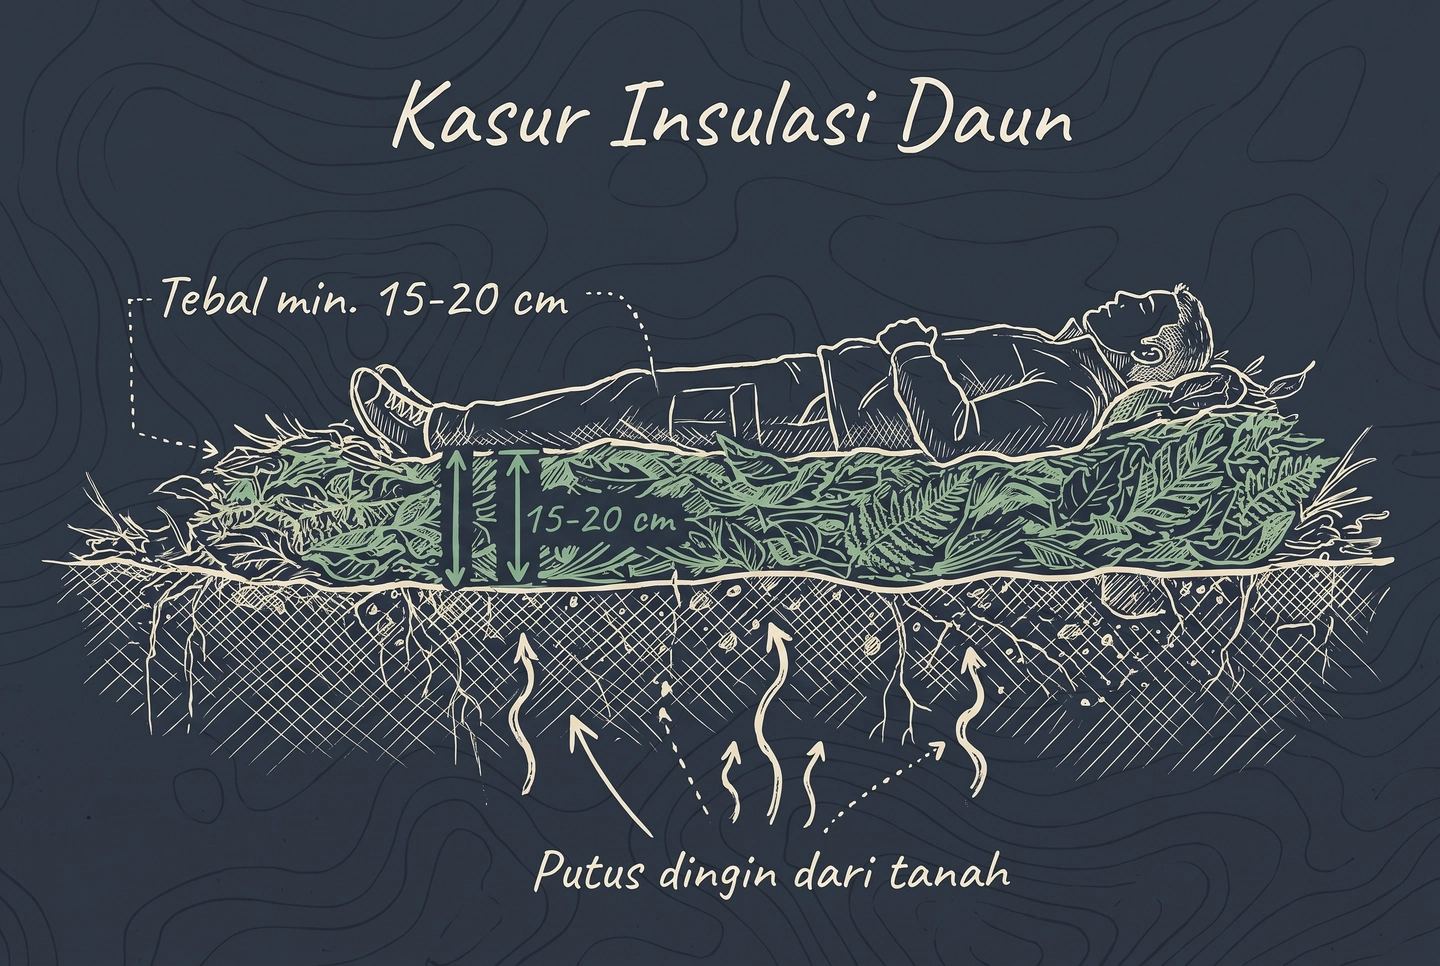 Kasur Insulasi Daun
Tebal min. 15-20 cm
15-20 cm
Putus dingin dari tanah